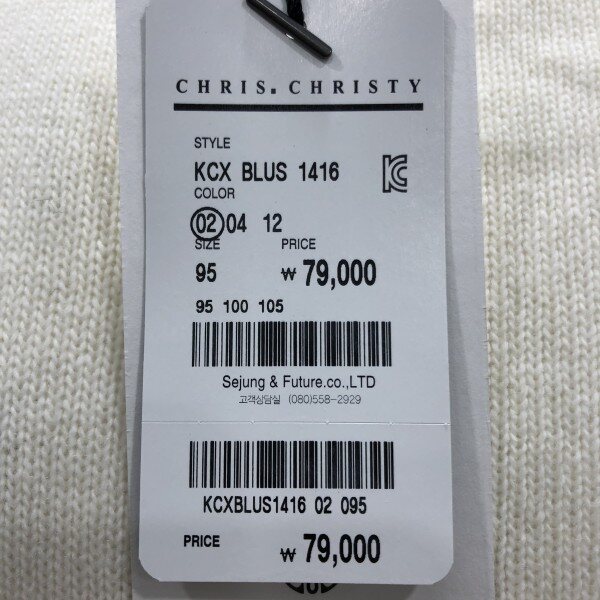 CHRIS. CHRISTY
STYLE
KCX BLUS 1416
COLOR
02 04 12
SIZE PRICE
95 ₩ 79,000
95 100 105
Sejung & Future.co.,LTD
고객상담실 (080)558-2929
KCXBLUS1416 02 095
PRICE ₩ 79,000